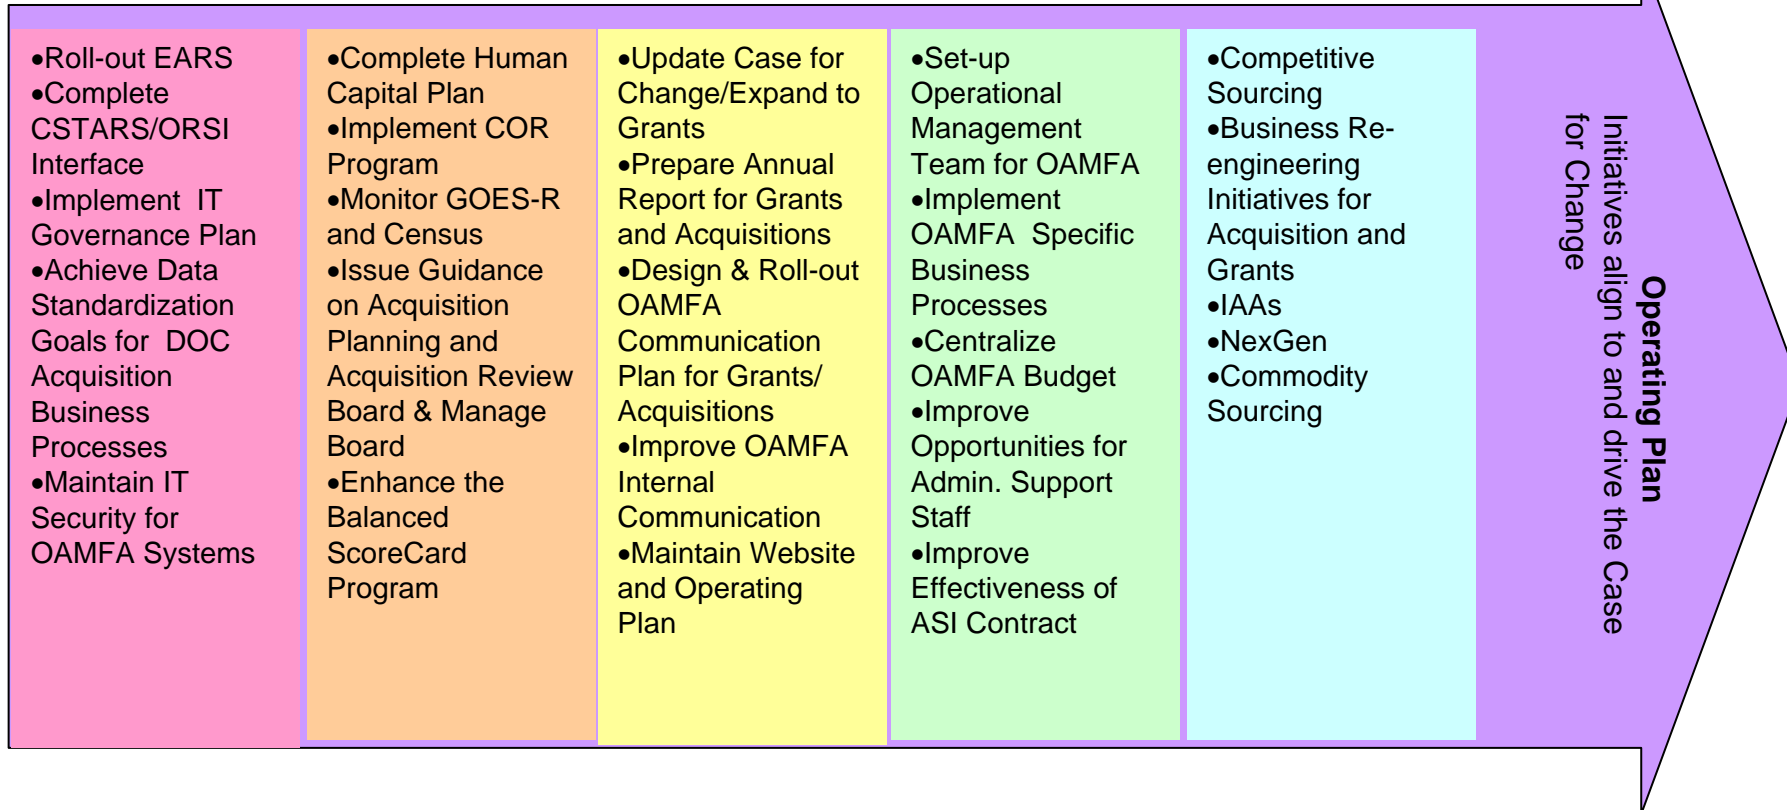 •Roll-out EARS
•Complete
CSTARS/ORSI
Interface
•Implement  IT
Governance Plan
•Achieve Data
Standardization
Goals for  DOC
Acquisition
Business
Processes
•Maintain IT
Security for
OAMFA Systems
•Complete Human
Capital Plan
•Implement COR
Program
•Monitor GOES-R
and Census
•Issue Guidance
on Acquisition
Planning and
Acquisition Review
Board & Manage
Board
•Enhance the
Balanced
ScoreCard
Program
•Update Case for
Change/Expand to
Grants
•Prepare Annual
Report for Grants
and Acquisitions
•Design & Roll-out
OAMFA
Communication
Plan for Grants/
Acquisitions
•Improve OAMFA
Internal
Communication
•Maintain Website
and Operating
Plan
•Set-up
Operational
Management
Team for OAMFA
•Implement
OAMFA  Specific
Business
Processes
•Centralize
OAMFA Budget
•Improve
Opportunities for
Admin. Support
Staff
•Improve
Effectiveness of
ASI Contract
•Competitive
Sourcing
•Business Re-
engineering
Initiatives for
Acquisition and
Grants
•IAAs
•NexGen
•Commodity
Sourcing
Operating Plan
Initiatives align to and drive the Case
for Change